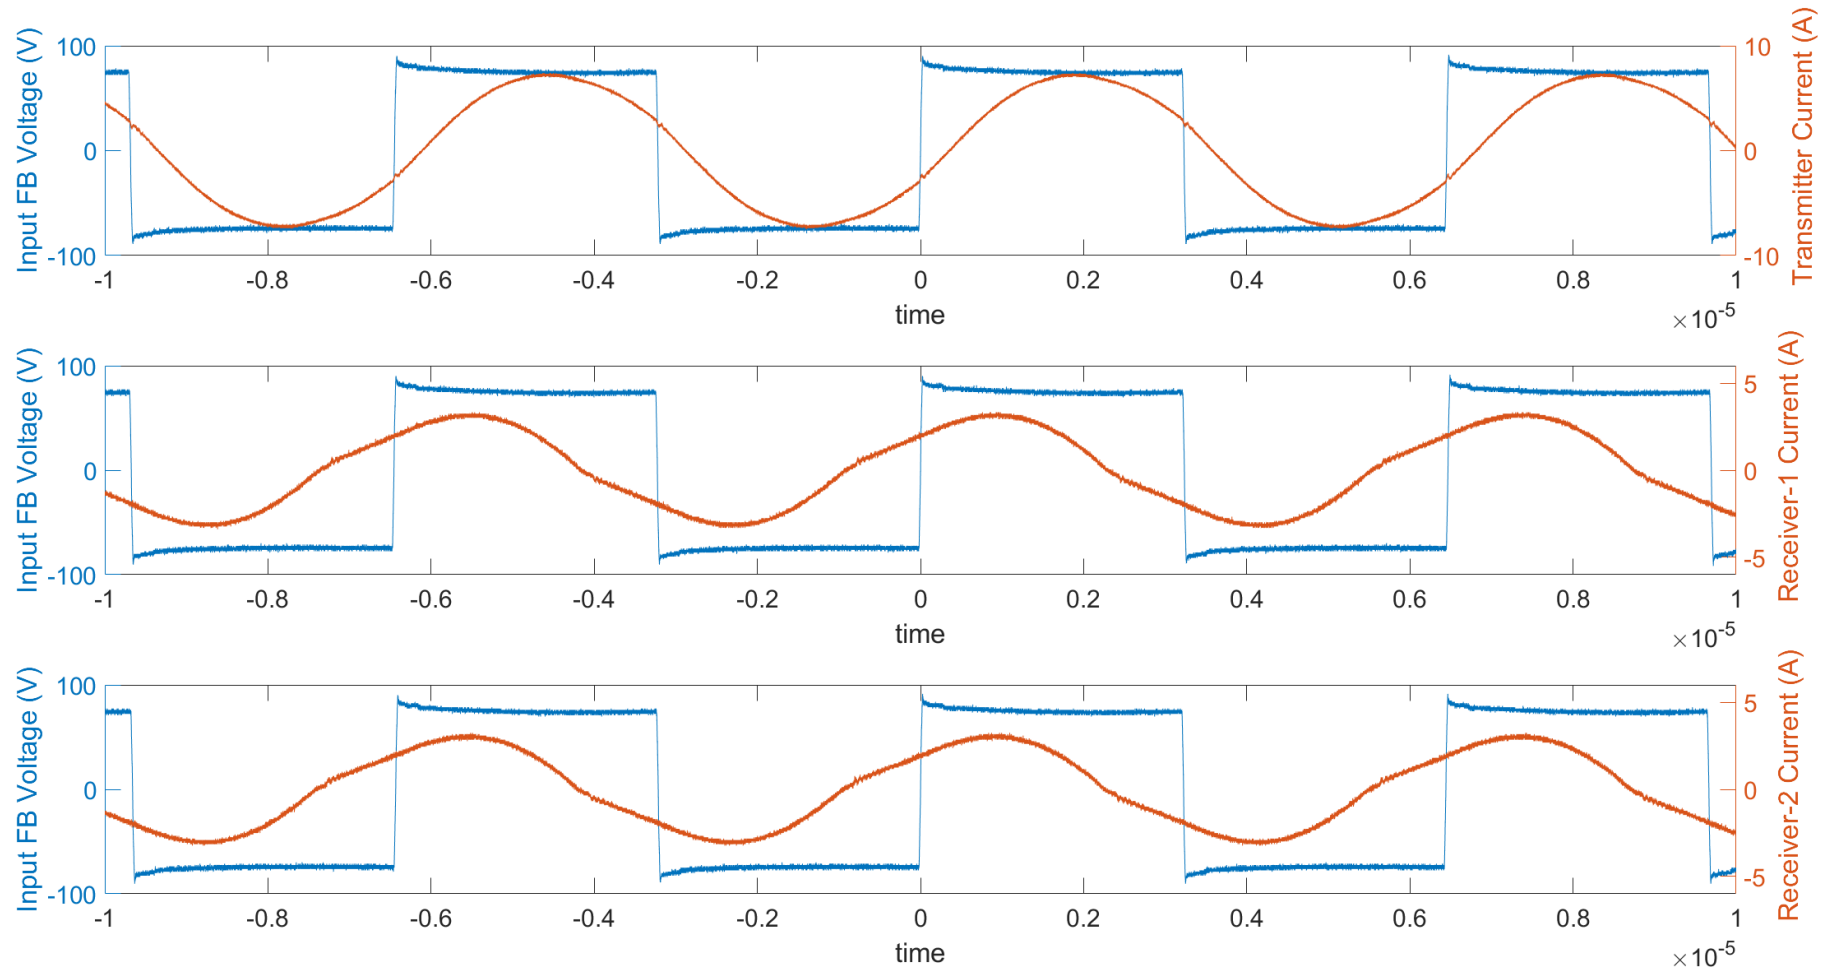 Input FB Voltage (V)
100
0
-100
Transmitter Current (A)
10
0
-10
-1 -0.8 -0.6 -0.4 -0.2 0 0.2 0.4 0.6 0.8 1
time
×10-5
Input FB Voltage (V)
100
0
-100
Receiver-1 Current (A)
5
0
-5
-1 -0.8 -0.6 -0.4 -0.2 0 0.2 0.4 0.6 0.8 1
time
×10-5
Input FB Voltage (V)
100
0
-100
Receiver-2 Current (A)
5
0
-5
-1 -0.8 -0.6 -0.4 -0.2 0 0.2 0.4 0.6 0.8 1
time
×10-5